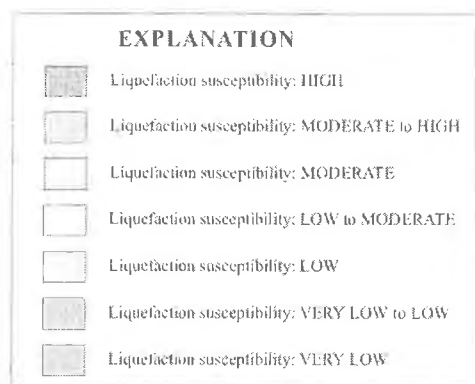 EXPLANATION
Liquefaction susceptibility: HIGH
Liquefaction susceptibility: MODERATE to HIGH
Liquefaction susceptibility: MODERATE
Liquefaction susceptibility: LOW to MODERATE
Liquefaction susceptibility: LOW
Liquefaction susceptibility: VERY LOW to LOW
Liquefaction susceptibility: VERY LOW